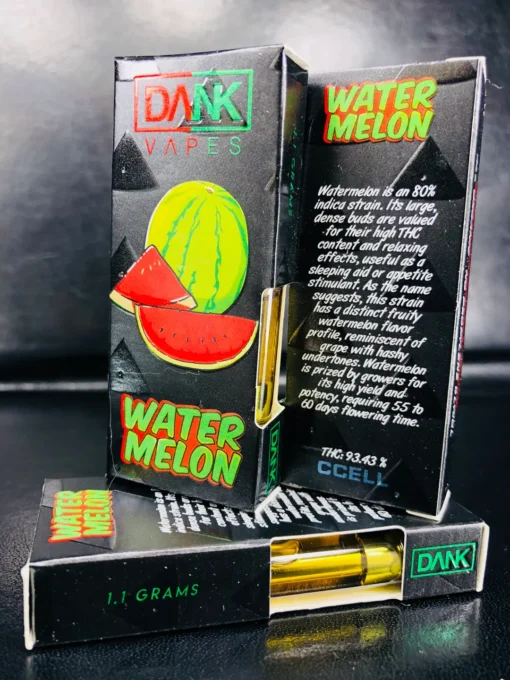 DANK
VAPES
WATER
MELON
DANK
WATER
MELON
Watermelon is an 80%
indica strain. Its large,
dense buds are valued
for their high THC
content and relaxing
effects, useful as a
sleeping aid or appetite
stimulant. As the name
suggests, this strain
has a distinct fruity
watermelon flavor
profile, reminiscent of
grape with hashy
undertones. Watermelon
is prized by growers for
its high yield and
potency, requiring 55 to
60 days flowering time.
THC: 93.43 %
CCELL
WATER
MELON
1.1 GRAMS
DANK